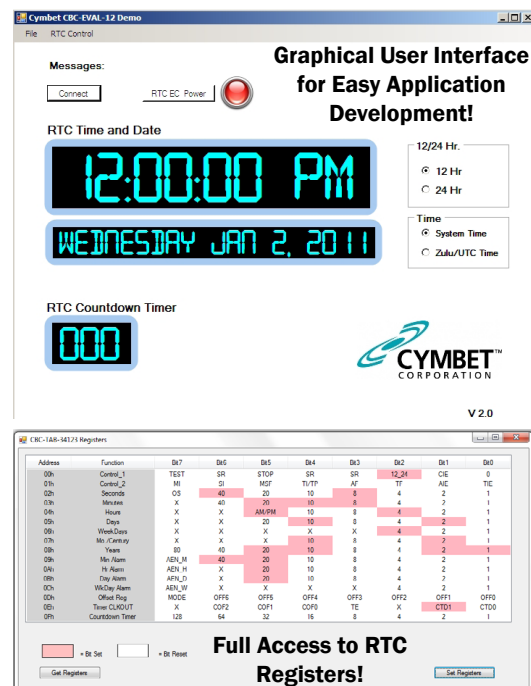 Cymbet CBC-EVAL-12 Demo
File RTC Control
Graphical User Interface
for Easy Application
Development!
Messages:
Connect RTC EC Power
RTC Time and Date
12:00:00 PM
WEDNESDAY JAN 2, 2011
12/24 Hr.
12 Hr
24 Hr
Time
System Time
Zulu/UTC Time
RTC Countdown Timer
000
CYMBET™
CORPORATION
V 2.0
CBC-1AB-34123 Registers
Address Function Bit7 Bit6 Bit5 Bit4 Bit3 Bit2 Bit1 Bit0
00h Control_1 TEST SR STOP SR SR 12_24 CIE 0
01h Control_2 MI SI MSF TI/TP AF TF AIE TIE
02h Seconds OS 40 20 10 8 4 2 1
03h Minutes X 40 20 10 8 4 2 1
04h Hours X X AM/PM 10 8 4 2 1
05h Days X X 20 10 8 4 2 1
06h WeekDays X X X X X 4 2 1
07h Mo./Century X X X 10 8 4 2 1
08h Years 80 40 20 10 8 4 2 1
09h Min Alarm AEN_M 40 20 10 8 4 2 1
0Ah Hr Alarm AEN_H X 20 10 8 4 2 1
0Bh Day Alarm AEN_D X 20 10 8 4 2 1
0Ch WkDay Alarm AEN_W X X X X 4 2 1
0Dh Offset Reg MODE OFF6 OFF5 OFF4 OFF3 OFF2 OFF1 OFF0
0Eh Timer CLKOUT X COF2 COF1 COF0 TE X CTD1 CTD0
0Fh Countdown Timer 128 64 32 16 8 4 2 1
= Bit Set = Bit Reset
Full Access to RTC
Registers!
Get Registers Set Registers